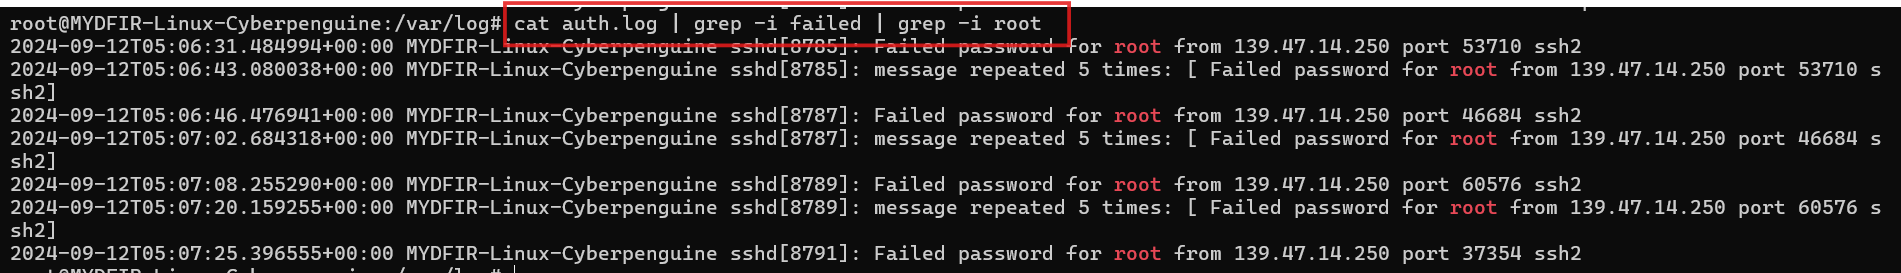 root@MYDFIR-Linux-Cyberpenguine:/var/log# cat auth.log | grep -i failed | grep -i root
2024-09-12T05:06:31.484994+00:00 MYDFIR-Linux-Cyberpenguine sshd[8785]: Failed password for root from 139.47.14.250 port 53710 ssh2
2024-09-12T05:06:43.080038+00:00 MYDFIR-Linux-Cyberpenguine sshd[8785]: message repeated 5 times: [ Failed password for root from 139.47.14.250 port 53710 s
sh2]
2024-09-12T05:06:46.476941+00:00 MYDFIR-Linux-Cyberpenguine sshd[8787]: Failed password for root from 139.47.14.250 port 46684 ssh2
2024-09-12T05:07:02.684318+00:00 MYDFIR-Linux-Cyberpenguine sshd[8787]: message repeated 5 times: [ Failed password for root from 139.47.14.250 port 46684 s
sh2]
2024-09-12T05:07:08.255290+00:00 MYDFIR-Linux-Cyberpenguine sshd[8789]: Failed password for root from 139.47.14.250 port 60576 ssh2
2024-09-12T05:07:20.159255+00:00 MYDFIR-Linux-Cyberpenguine sshd[8789]: message repeated 5 times: [ Failed password for root from 139.47.14.250 port 60576 s
sh2]
2024-09-12T05:07:25.396555+00:00 MYDFIR-Linux-Cyberpenguine sshd[8791]: Failed password for root from 139.47.14.250 port 37354 ssh2
root@MYDFIR-Linux-Cyberpenguine:/var/log#